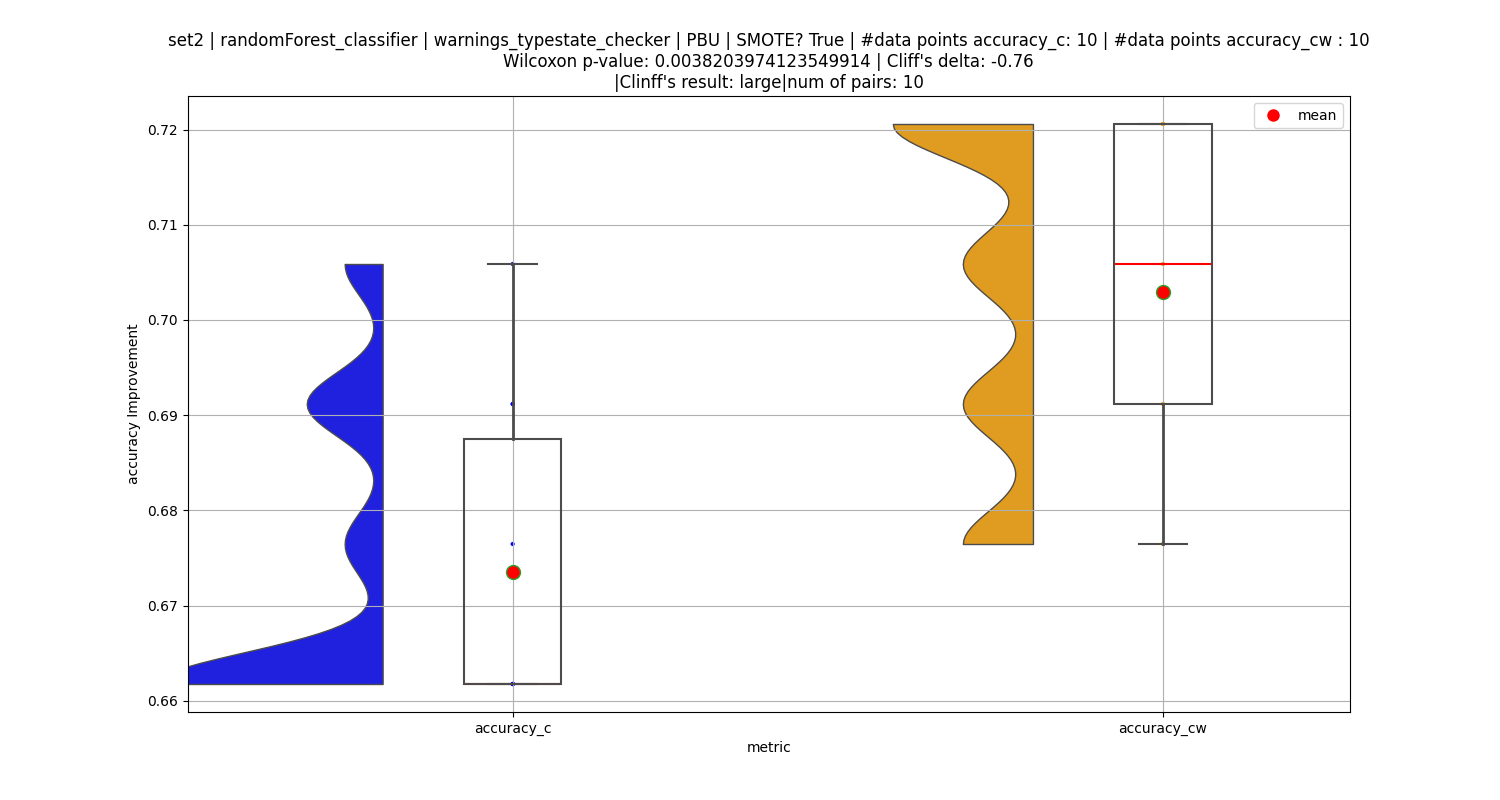 set2 | randomForest_classifier | warnings_typestate_checker | PBU | SMOTE? True | #data points accuracy_c: 10 | #data points accuracy_cw : 10
Wilcoxon p-value: 0.0038203974123549914 | Cliff's delta: -0.76
|Clinff's result: large|num of pairs: 10
mean
0.72
0.71
0.70
0.69
0.68
0.67
0.66
accuracy Improvement
accuracy_c
accuracy_cw
metric